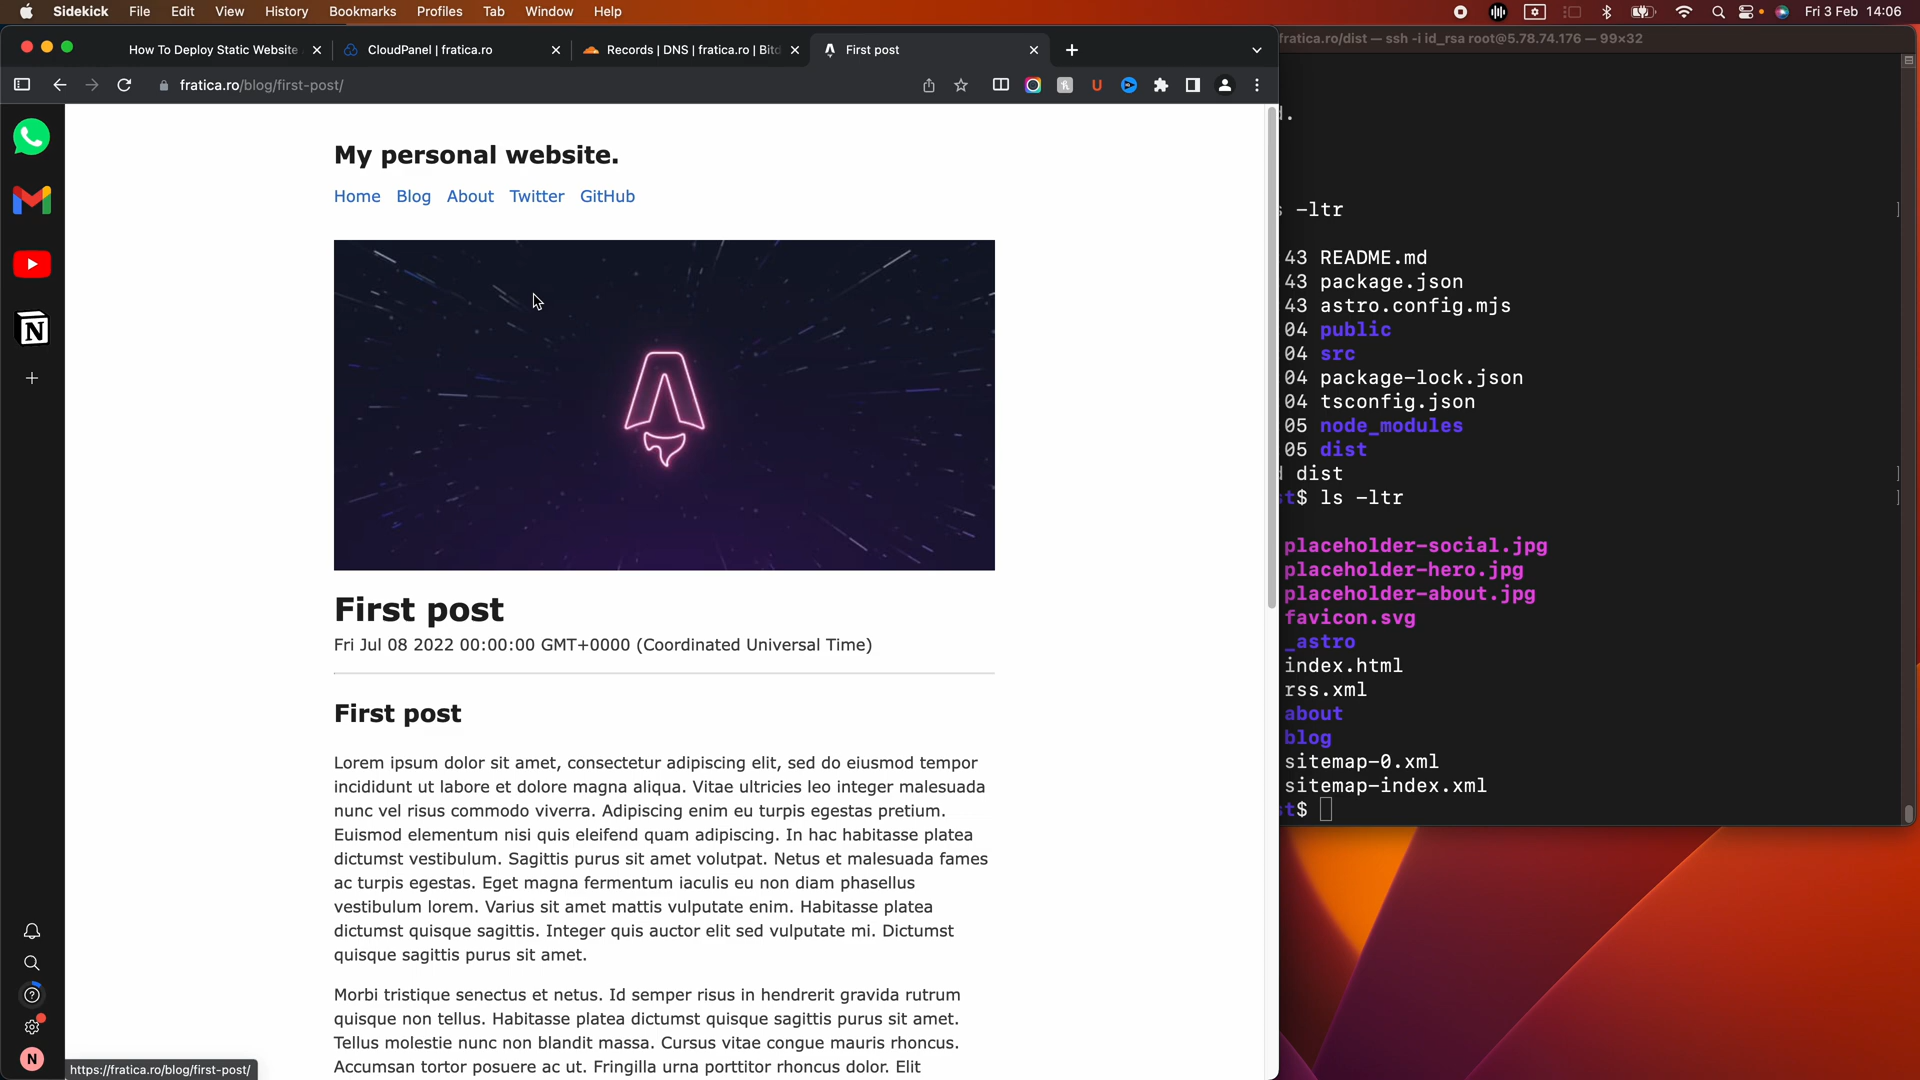 Sidekick File Edit View History Bookmarks Profiles Tab Window Help
Fri 3 Feb 14:06
How To Deploy Static Website
CloudPanel | fratica.ro
Records | DNS | fratica.ro | Bitd
First post
fratica.ro/blog/first-post/
My personal website.
Home Blog About Twitter GitHub
First post
Fri Jul 08 2022 00:00:00 GMT+0000 (Coordinated Universal Time)
First post
Lorem ipsum dolor sit amet, consectetur adipiscing elit, sed do eiusmod tempor
incididunt ut labore et dolore magna aliqua. Vitae ultricies leo integer malesuada
nunc vel risus commodo viverra. Adipiscing enim eu turpis egestas pretium.
Euismod elementum nisi quis eleifend quam adipiscing. In hac habitasse platea
dictumst vestibulum. Sagittis purus sit amet volutpat. Netus et malesuada fames
ac turpis egestas. Eget magna fermentum iaculis eu non diam phasellus
vestibulum lorem. Varius sit amet mattis vulputate enim. Habitasse platea
dictumst quisque sagittis. Integer quis auctor elit sed vulputate mi. Dictumst
quisque sagittis purus sit amet.
Morbi tristique senectus et netus. Id semper risus in hendrerit gravida rutrum
quisque non tellus. Habitasse platea dictumst quisque sagittis purus sit amet.
Tellus molestie nunc non blandit massa. Cursus vitae congue mauris rhoncus.
Accumsan tortor posuere ac ut. Fringilla urna porttitor rhoncus dolor. Elit
N
https://fratica.ro/blog/first-post/
fratica.ro/dist — ssh -i id_rsa root@5.78.74.176 — 99×32
d.
s -ltr
43 README.md
43 package.json
43 astro.config.mjs
04 public
04 src
04 package-lock.json
04 tsconfig.json
05 node_modules
05 dist
d dist
st$ ls -ltr
placeholder-social.jpg
placeholder-hero.jpg
placeholder-about.jpg
favicon.svg
_astro
index.html
rss.xml
about
blog
sitemap-0.xml
sitemap-index.xml
st$